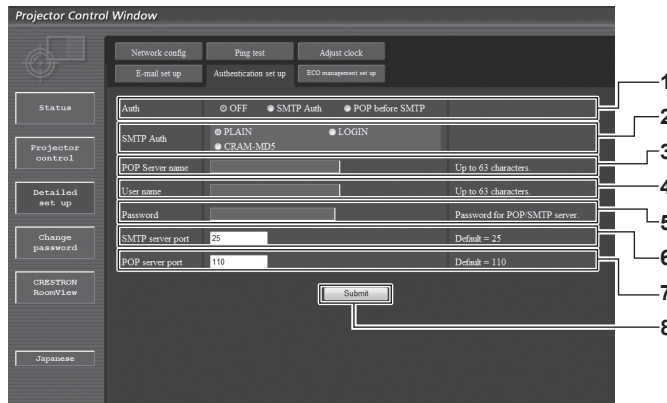 Projector Control Window
Network config Ping test Adjust clock
E-mail set up Authentication set up ECO management set up
Status
Projector control
Detailed set up
Change password
CRESTRON RoomView
Japanese
Auth OFF SMTP Auth POP before SMTP 1
SMTP Auth PLAIN LOGIN 2
CRAM-MD5
POP Server name Up to 63 characters. 3
User name Up to 63 characters. 4
Password Password for POP/SMTP server. 5
SMTP server port 25 Default = 25 6
POP server port 110 Default = 110 7
Submit
8